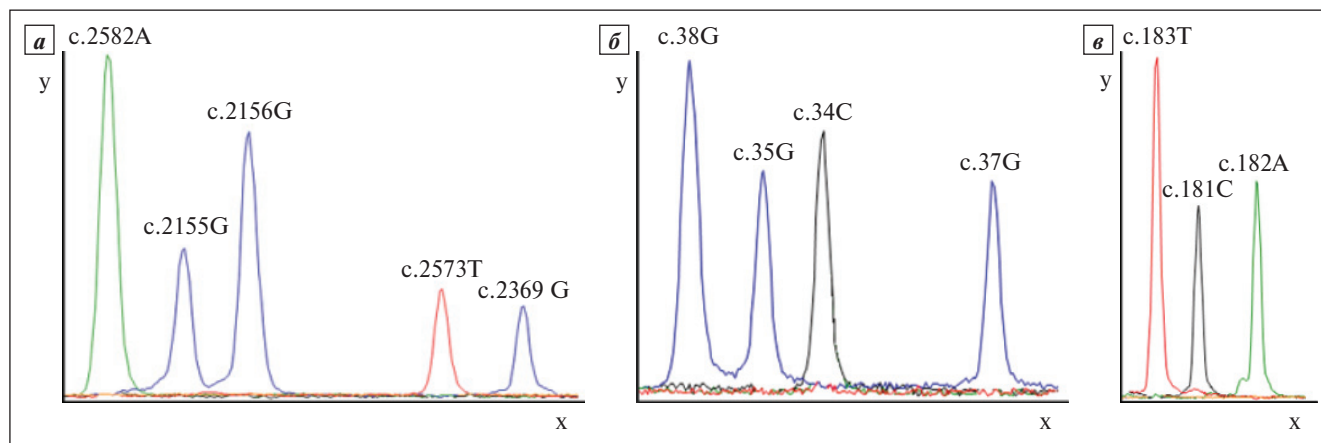 а
c.2582A
y
c.2156G
c.2155G
c.2573T
c.2369 G
x
б
c.38G
y
c.35G
c.34C
c.37G
x
в
c.183T
y
c.181C
c.182A
x